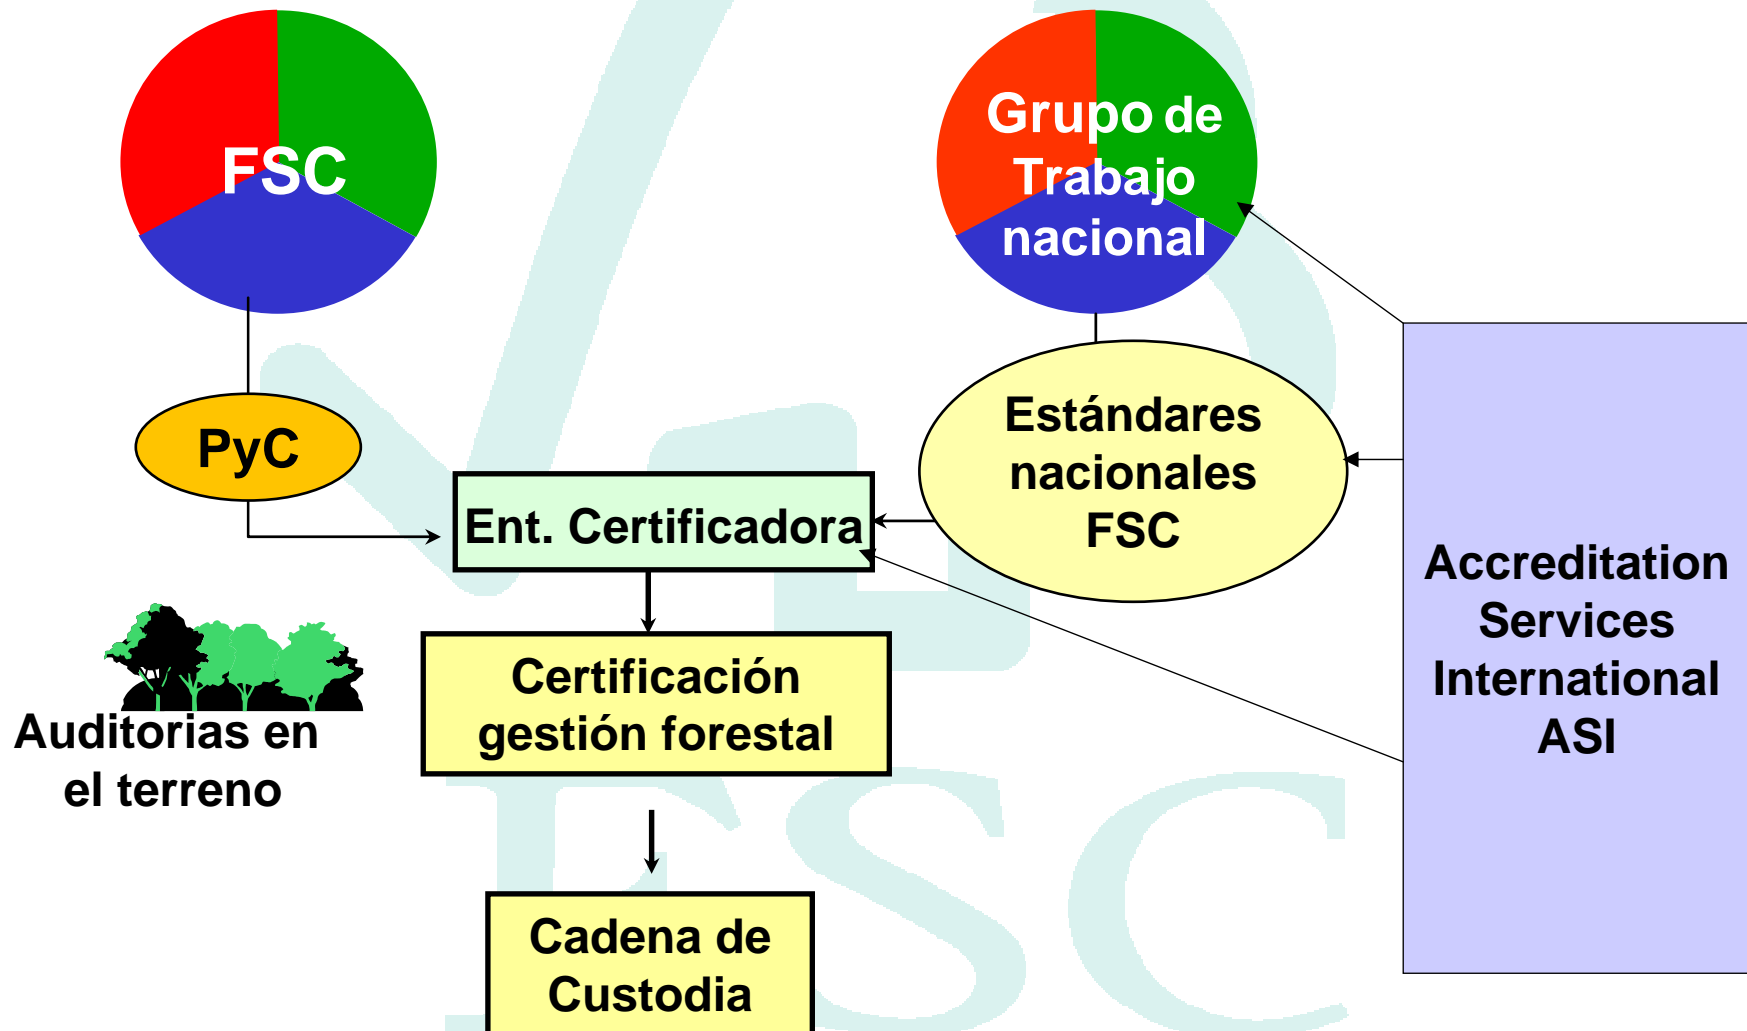 FSC
Grupo de
Trabajo
nacional
PyC
Estándares
nacionales
FSC
Ent. Certificadora
Accreditation
Services
International
ASI
Certificación
gestión forestal
Auditorias en
el terreno
Cadena de
Custodia
FSC